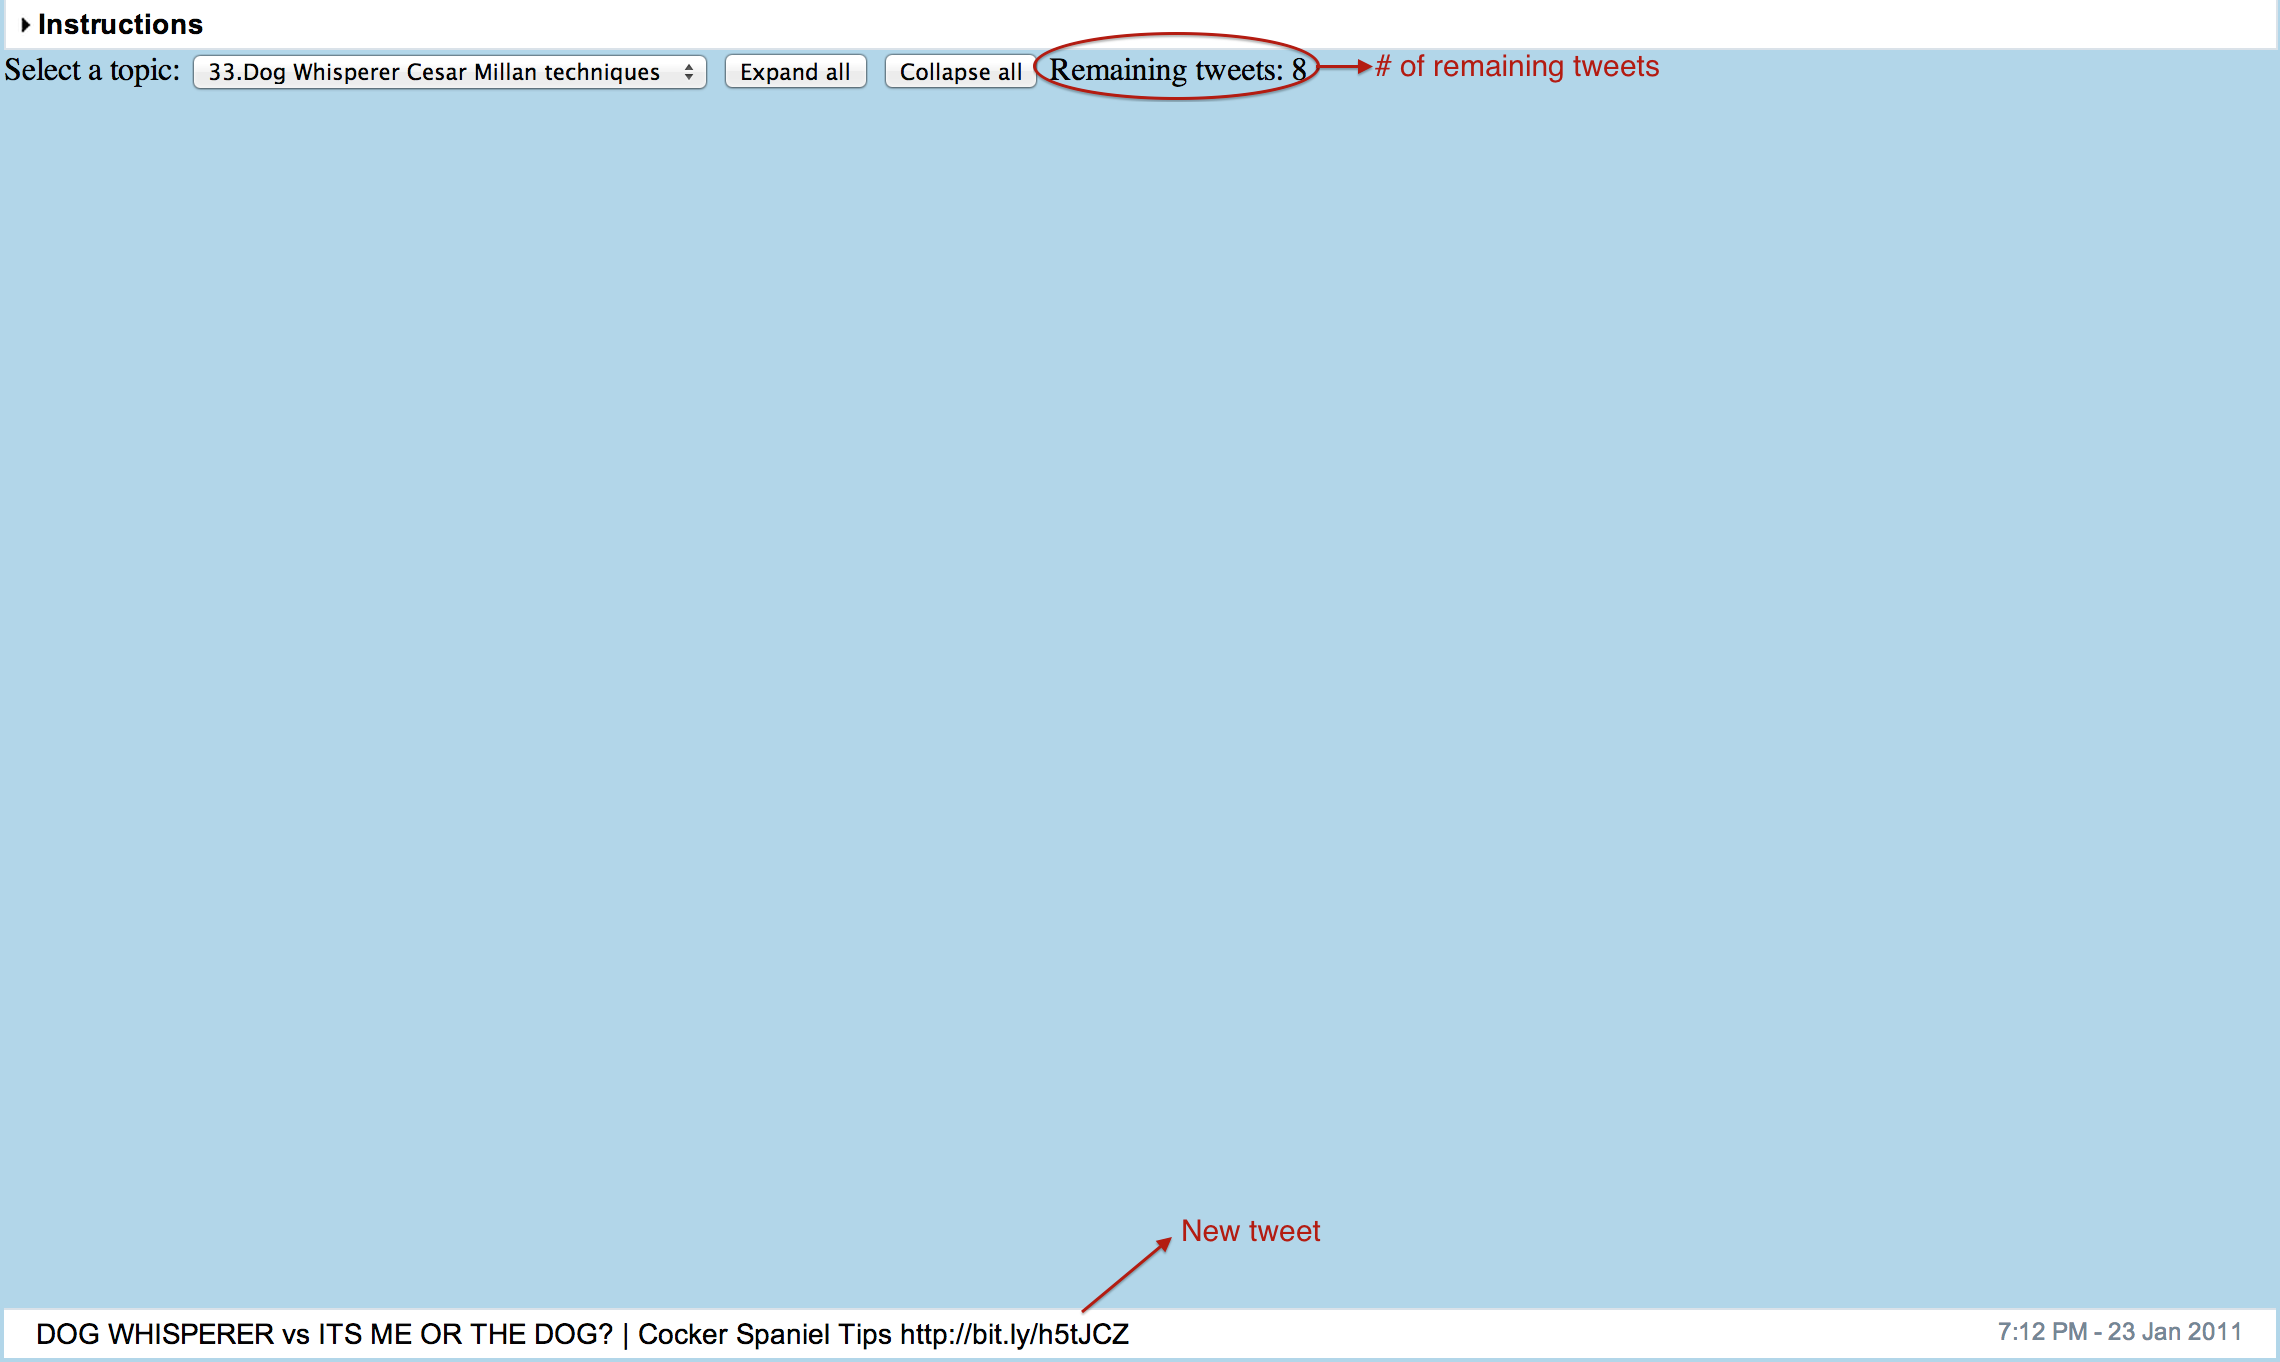 Instructions
Select a topic: 33.Dog Whisperer Cesar Millan techniques Expand all Collapse all Remaining tweets: 8 # of remaining tweets
New tweet
DOG WHISPERER vs ITS ME OR THE DOG? | Cocker Spaniel Tips http://bit.ly/h5tJCZ 7:12 PM - 23 Jan 2011